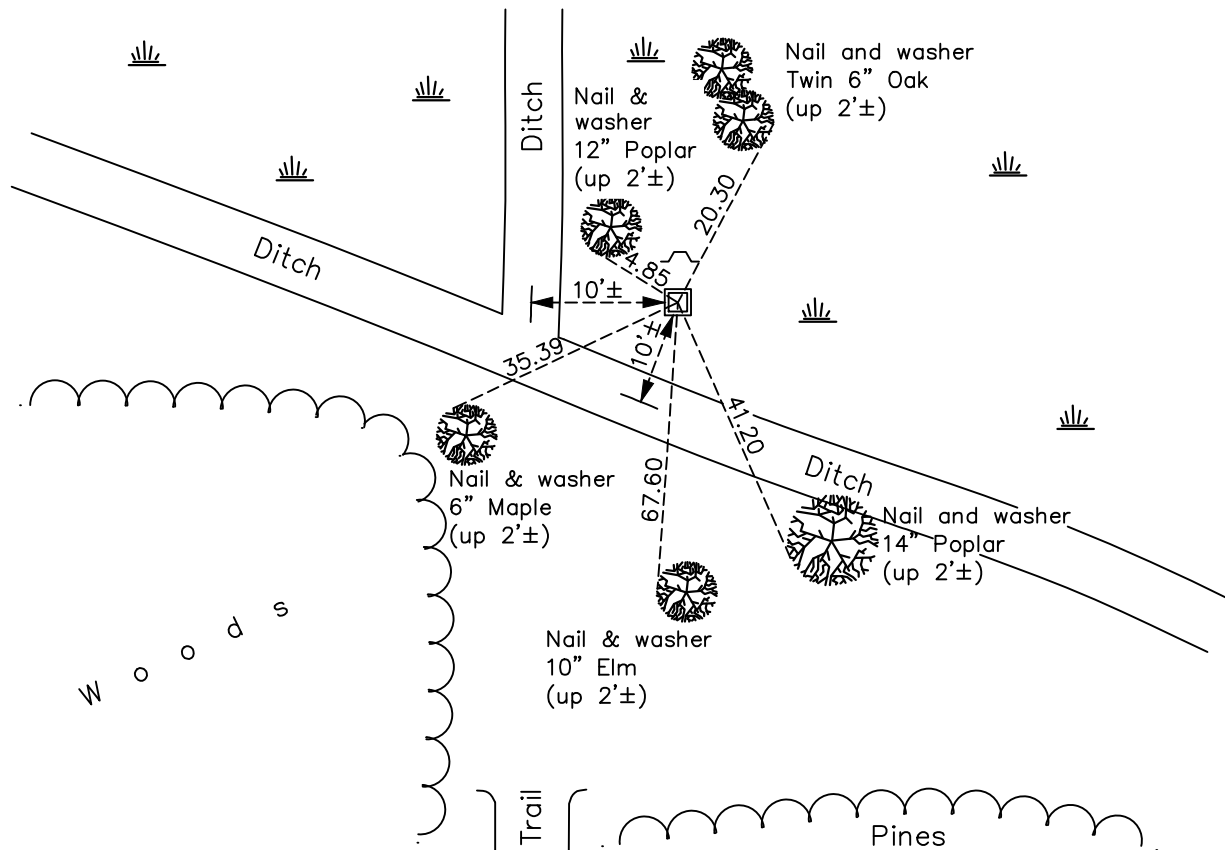 Nail and washer
Twin 6" Oak
(up 2'±)
Ditch
Nail &
washer
12" Poplar
(up 2'±)
20.30
Ditch
4.85
10'±
10'±
35.39
41.20
67.60
Ditch
Nail & washer
6" Maple
(up 2'±)
Nail and washer
14" Poplar
(up 2'±)
Nail & washer
10" Elm
(up 2'±)
Woods
Trail
Pines